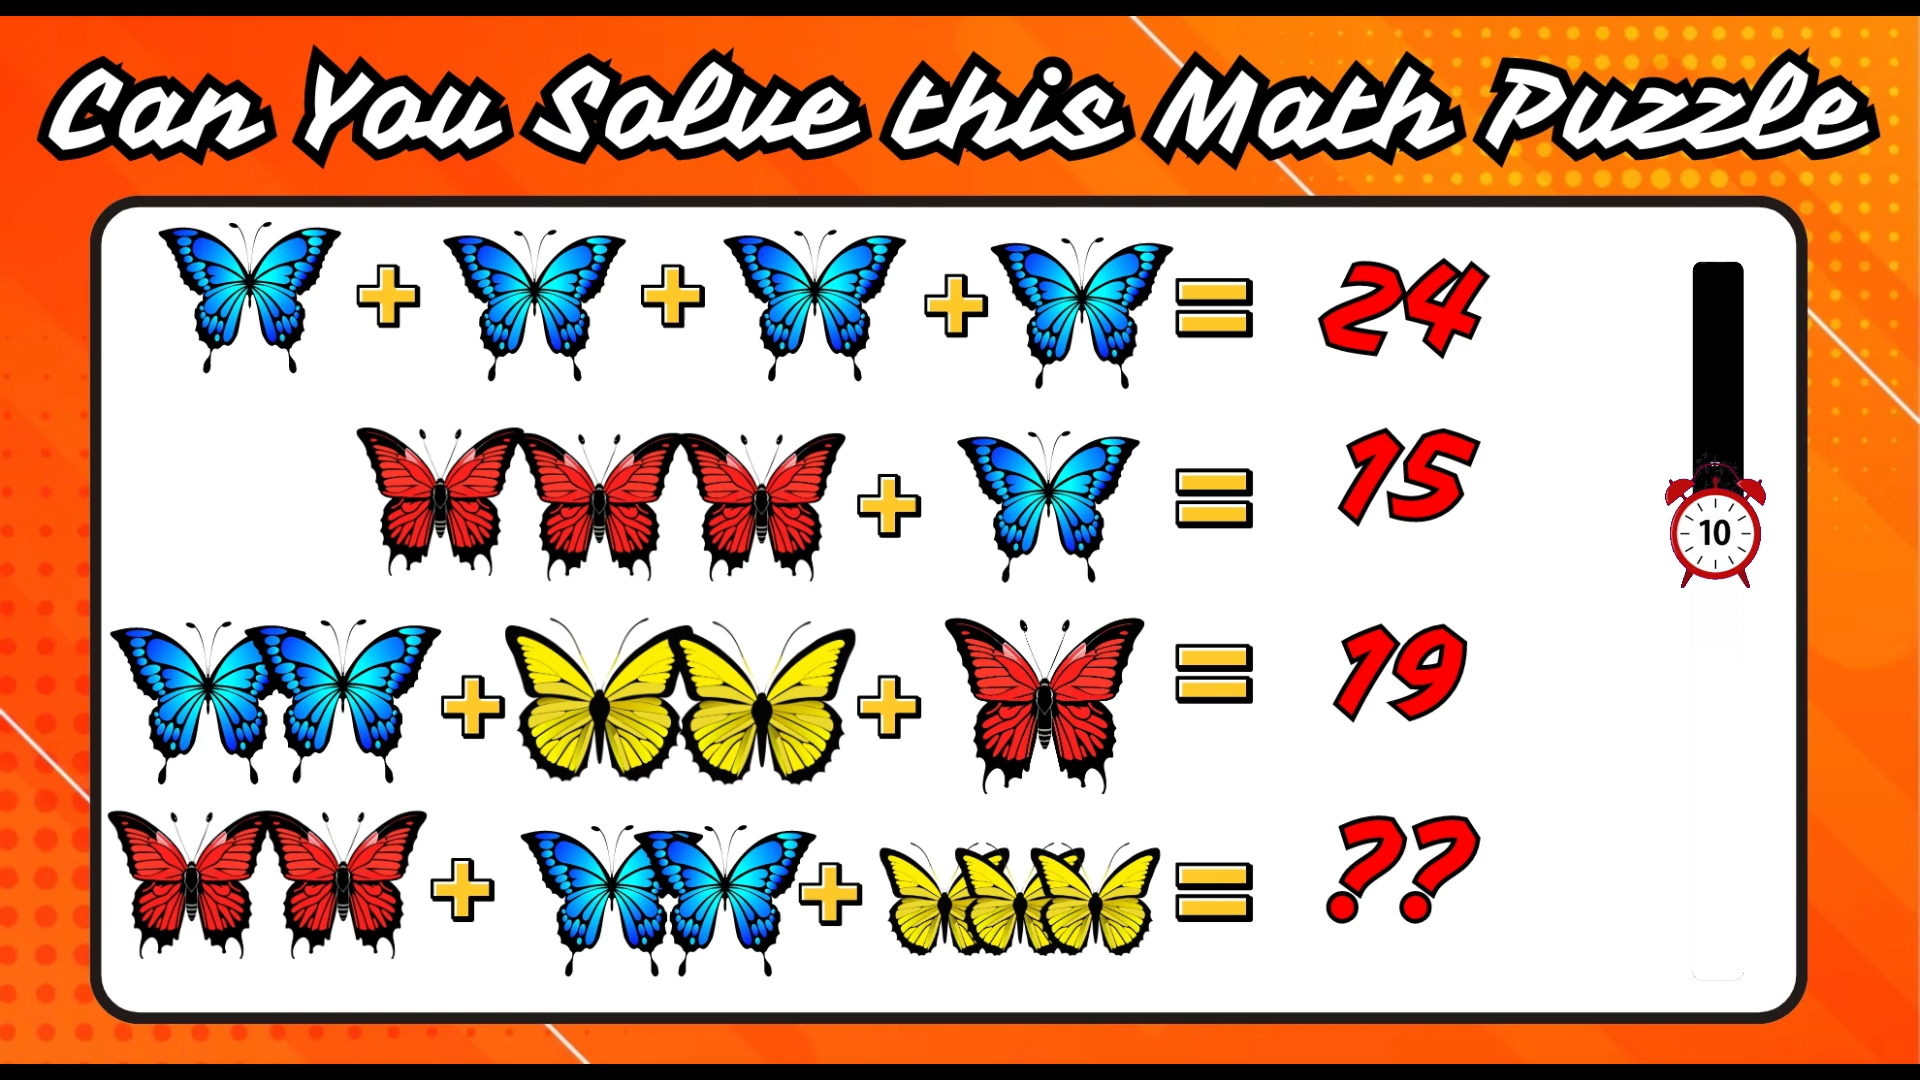 Can You Solve this Math Puzzle
+ + + = 24
+ = 15
10
+ + = 19
+ + = ??